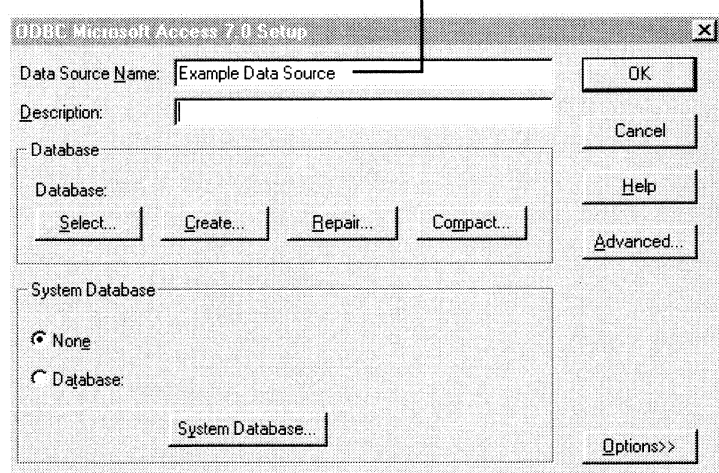 ODBC Microsoft Access 7.0 Setup
Data Source Name: Example Data Source
OK
Description:
Cancel
Database
Database:
Help
Select... Create... Repair... Compact...
Advanced...
System Database
None
Database:
System Database...
Options>>